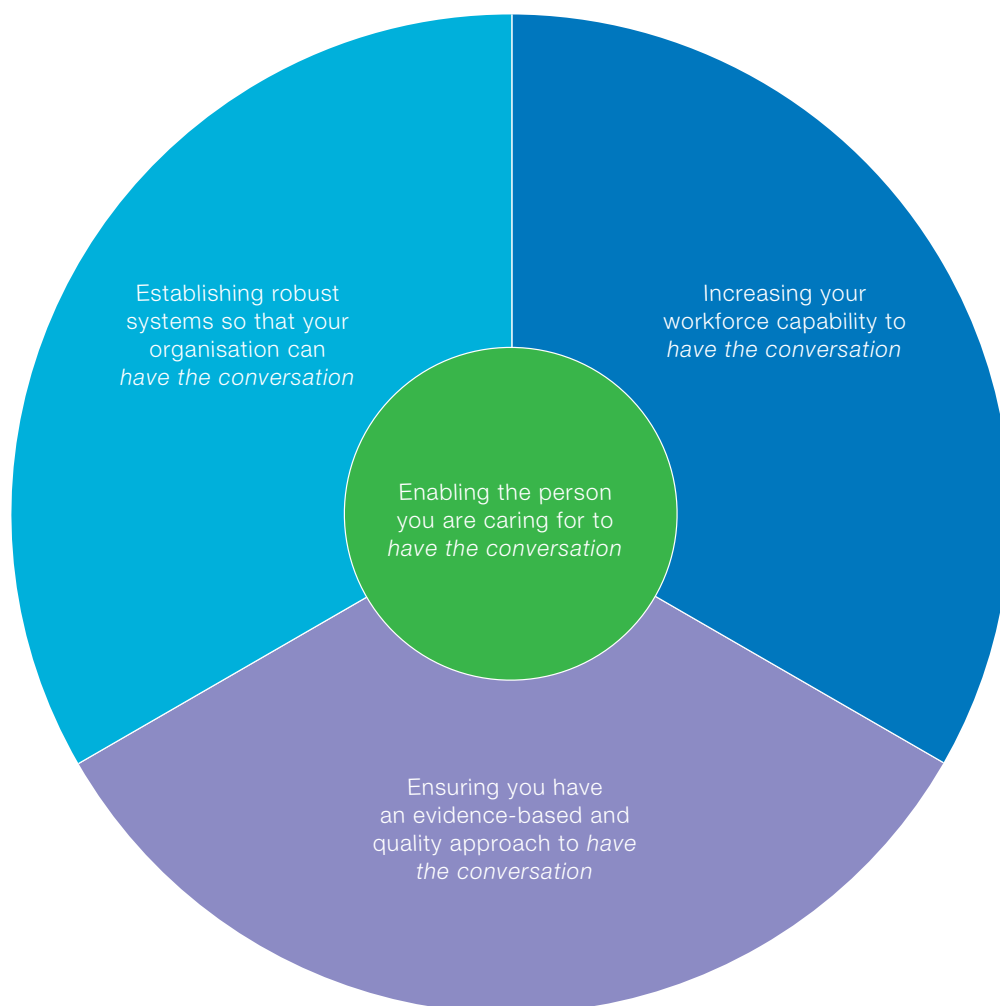 Establishing robust
systems so that your
organisation can
have the conversation
Increasing your
workforce capability to
have the conversation
Enabling the person
you are caring for to
have the conversation
Ensuring you have
an evidence-based and
quality approach to have
the conversation